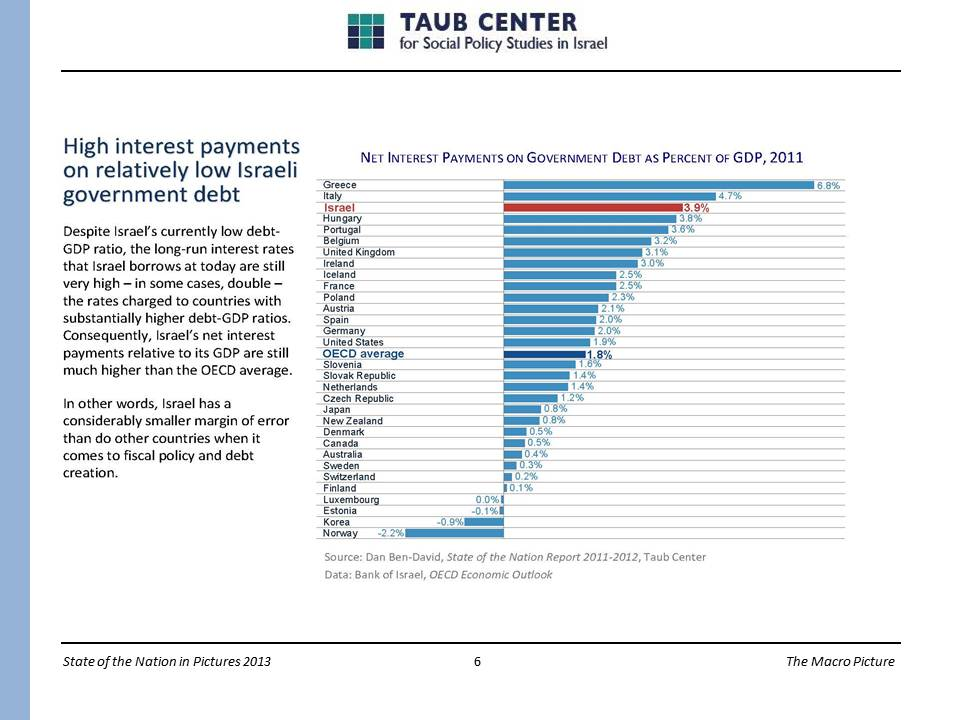 TAUB CENTER
for Social Policy Studies in Israel
High interest payments
on relatively low Israeli
government debt
Despite Israel’s currently low debt-
GDP ratio, the long-run interest rates
that Israel borrows at today are still
very high – in some cases, double –
the rates charged to countries with
substantially higher debt-GDP ratios.
Consequently, Israel’s net interest
payments relative to its GDP are still
much higher than the OECD average.
In other words, Israel has a
considerably smaller margin of error
than do other countries when it
comes to fiscal policy and debt
creation.
NET INTEREST PAYMENTS ON GOVERNMENT DEBT AS PERCENT OF GDP, 2011
Greece 6.8%
Italy 4.7%
Israel 3.9%
Hungary 3.8%
Portugal 3.6%
Belgium 3.2%
United Kingdom 3.1%
Ireland 3.0%
Iceland 2.5%
France 2.5%
Poland 2.3%
Austria 2.1%
Spain 2.0%
Germany 2.0%
United States 1.9%
OECD average 1.8%
Slovenia 1.6%
Slovak Republic 1.4%
Netherlands 1.4%
Czech Republic 1.2%
Japan 0.8%
New Zealand 0.8%
Denmark 0.5%
Canada 0.5%
Australia 0.4%
Sweden 0.3%
Switzerland 0.2%
Finland 0.1%
Luxembourg 0.0%
Estonia -0.1%
Korea -0.9%
Norway -2.2%
Source: Dan Ben-David, State of the Nation Report 2011-2012, Taub Center
Data: Bank of Israel, OECD Economic Outlook
State of the Nation in Pictures 2013 6 The Macro Picture